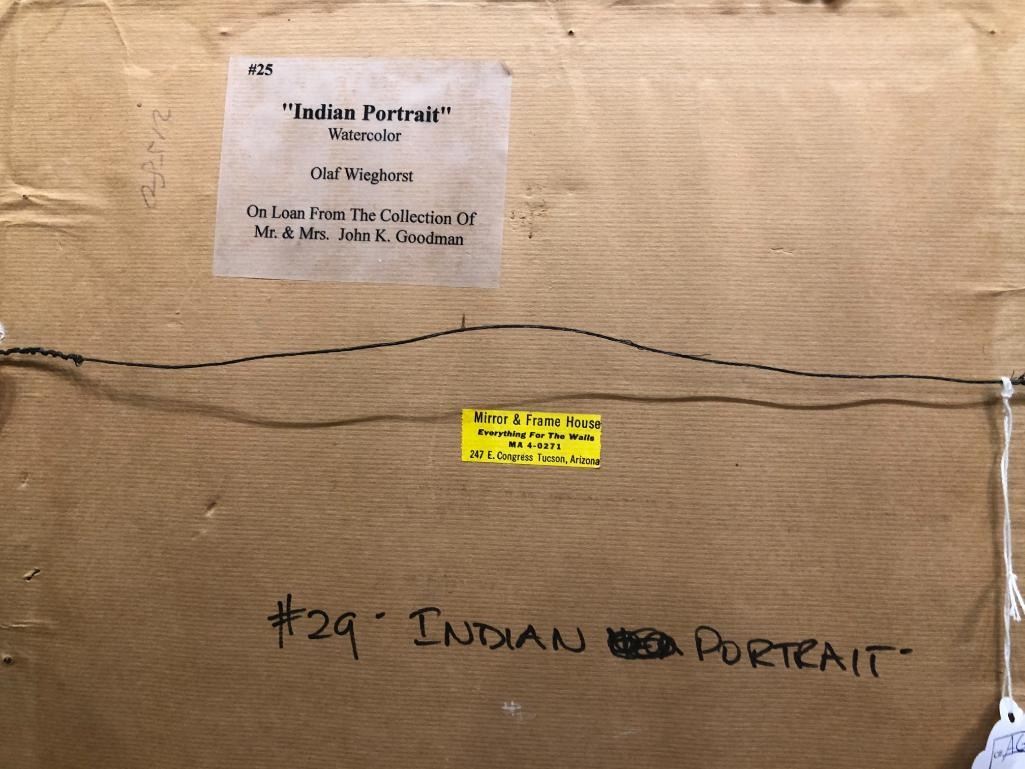 #25
"Indian Portrait"
Watercolor
Olaf Wieghorst
On Loan From The Collection Of
Mr. & Mrs. John K. Goodman
Mirror & Frame House
Everything For The Walls
MA 4-0271
247 E. Congress Tucson, Arizona
#29 - INDIAN PORTRAIT-